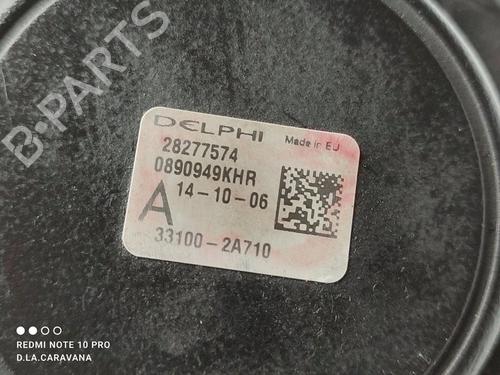 B-PARTS
DELPHI Made in EU
28277574
0890949KHR
A 14-10-06
33100-2A710
REDMI NOTE 10 PRO
D.LA.CARAVANA